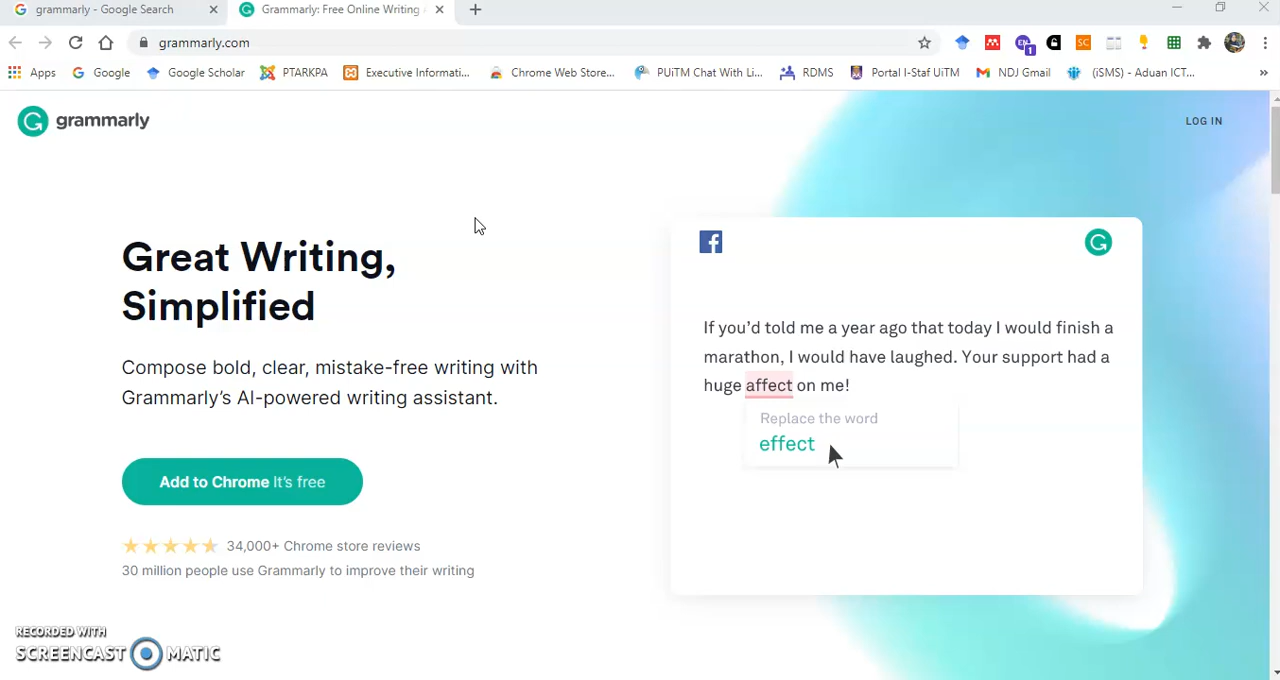 grammarly - Google Search
Grammarly: Free Online Writing
grammarly.com
EN
1
SC
Apps
Google
Google Scholar
PTARKPA
Executive Informati...
Chrome Web Store...
PUiTM Chat With Li...
RDMS
Portal I-Staf UiTM
NDJ Gmail
(iSMS) - Aduan ICT...
»
grammarly
LOG IN
Great Writing,
Simplified
Compose bold, clear, mistake-free writing with
Grammarly's AI-powered writing assistant.
Add to Chrome It's free
34,000+ Chrome store reviews
30 million people use Grammarly to improve their writing
If you'd told me a year ago that today I would finish a
marathon, I would have laughed. Your support had a
huge affect on me!
Replace the word
effect
RECORDED WITH
SCREENCAST MATIC